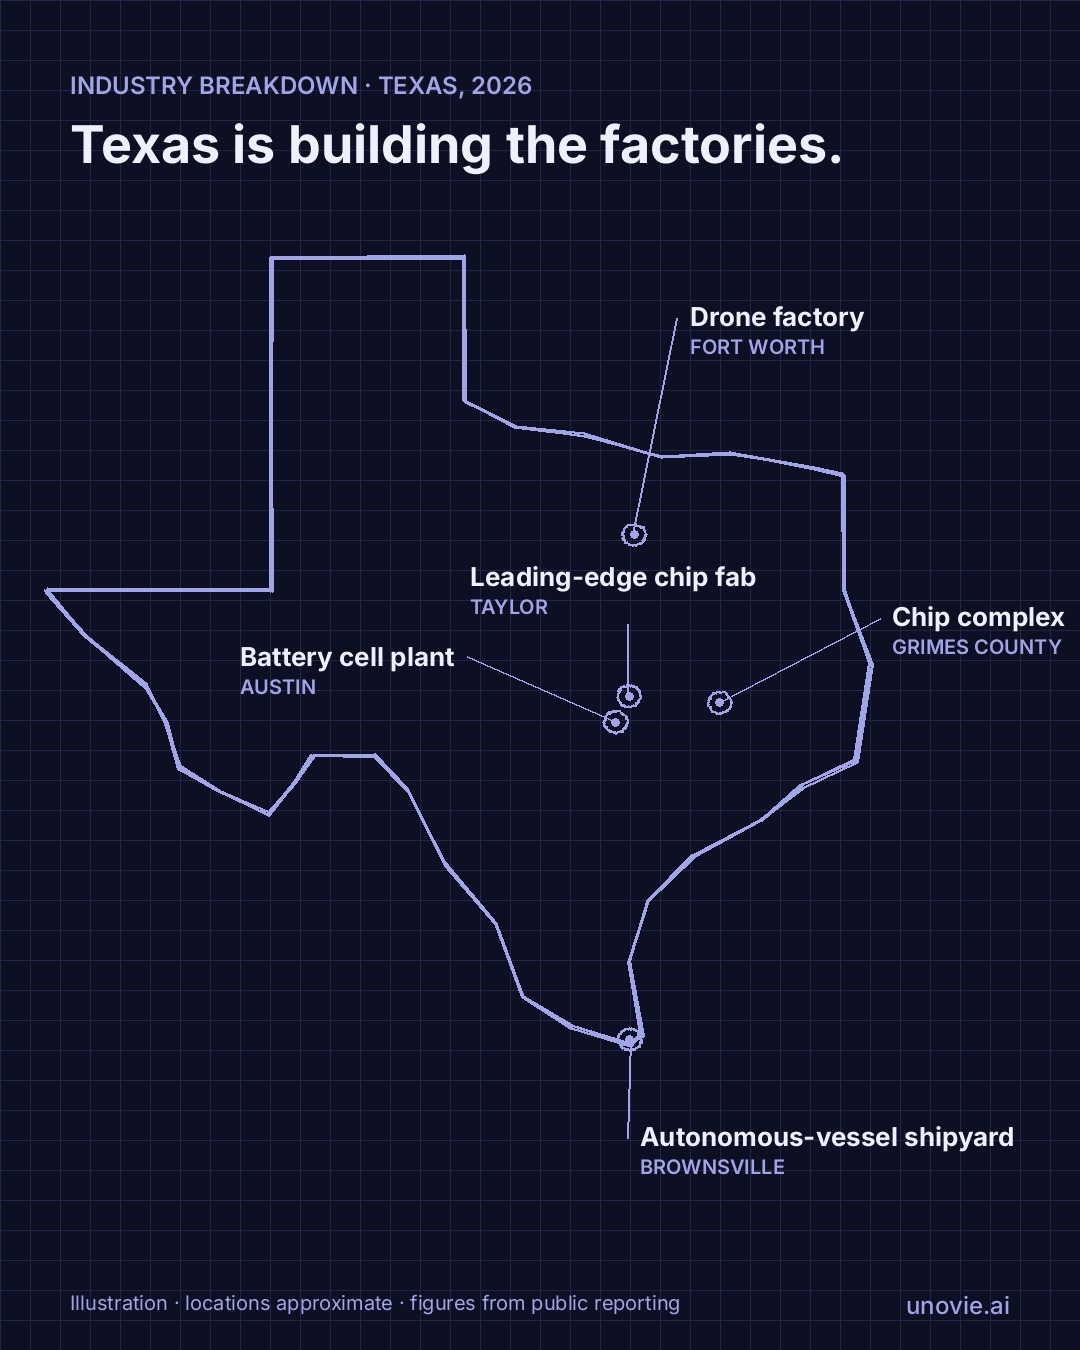 INDUSTRY BREAKDOWN · TEXAS, 2026
Texas is building the factories.
Drone factory
FORT WORTH
Leading-edge chip fab
TAYLOR
Chip complex
GRIMES COUNTY
Battery cell plant
AUSTIN
Autonomous-vessel shipyard
BROWNSVILLE
Illustration · locations approximate · figures from public reporting
unovie.ai